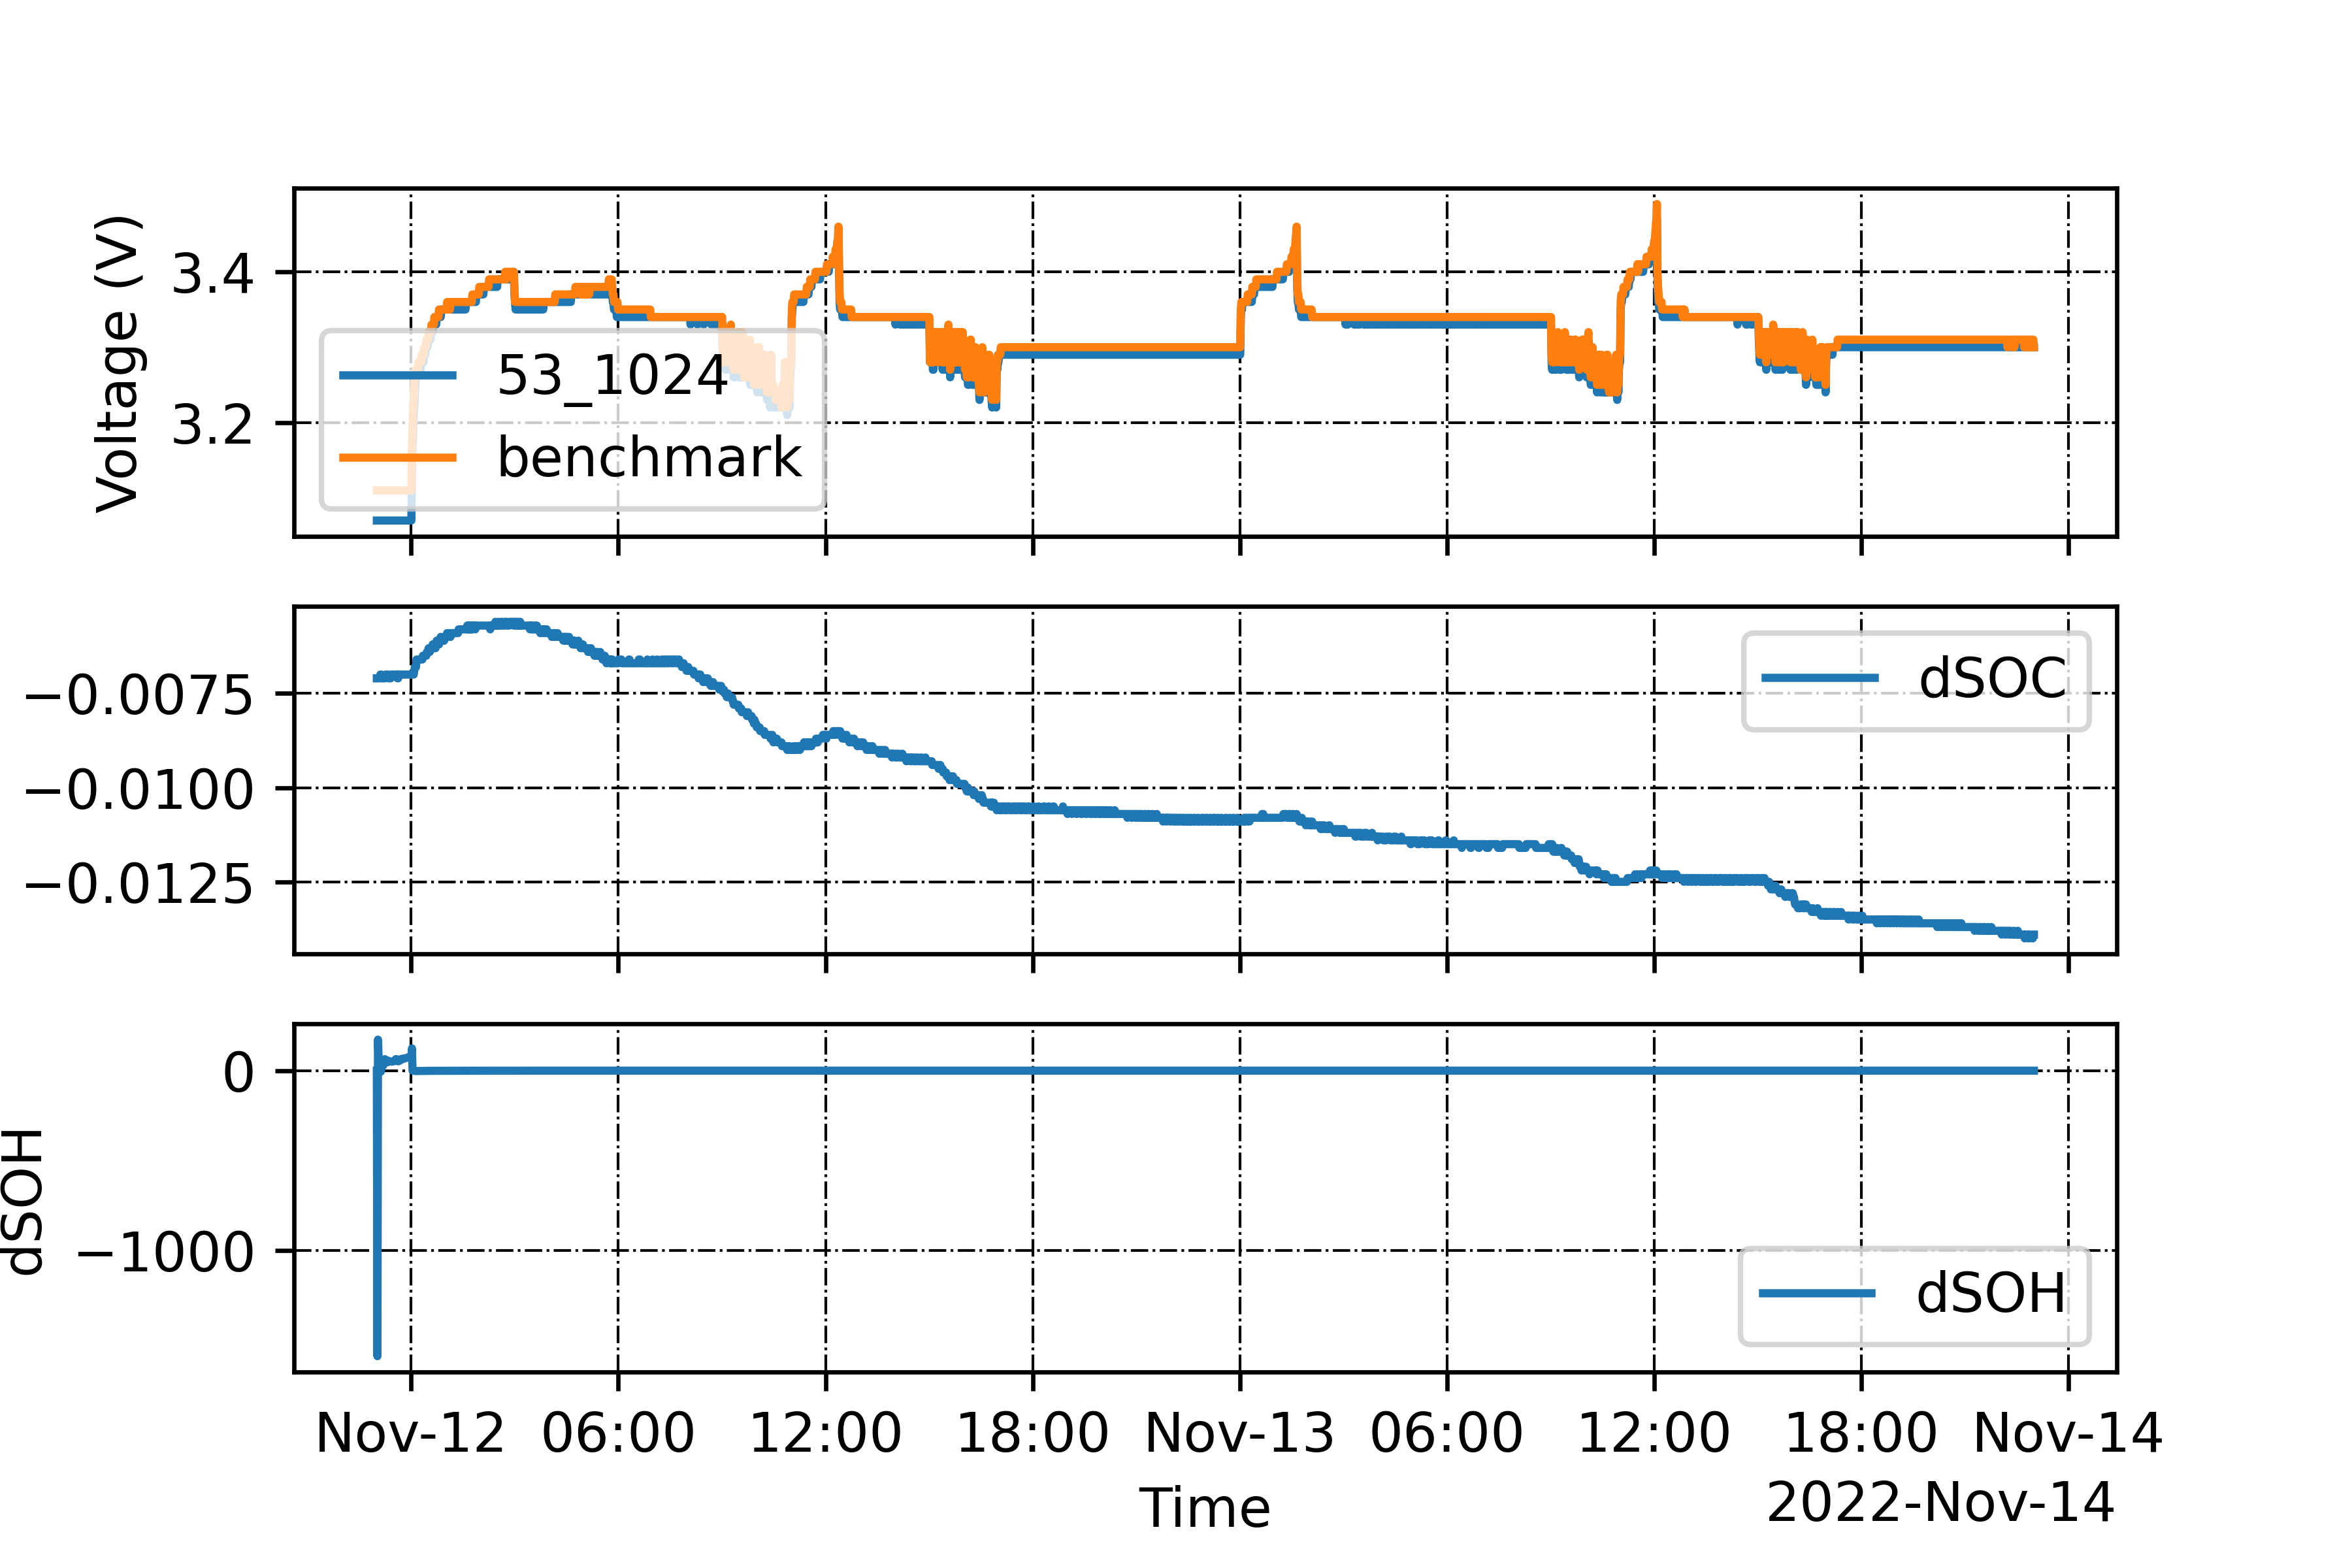 Voltage (V)
3.4
3.2
53_1024
benchmark
−0.0075
−0.0100
−0.0125
dSOC
dSOH
0
−1000
dSOH
Nov-12 06:00 12:00 18:00 Nov-13 06:00 12:00 18:00 Nov-14
Time
2022-Nov-14